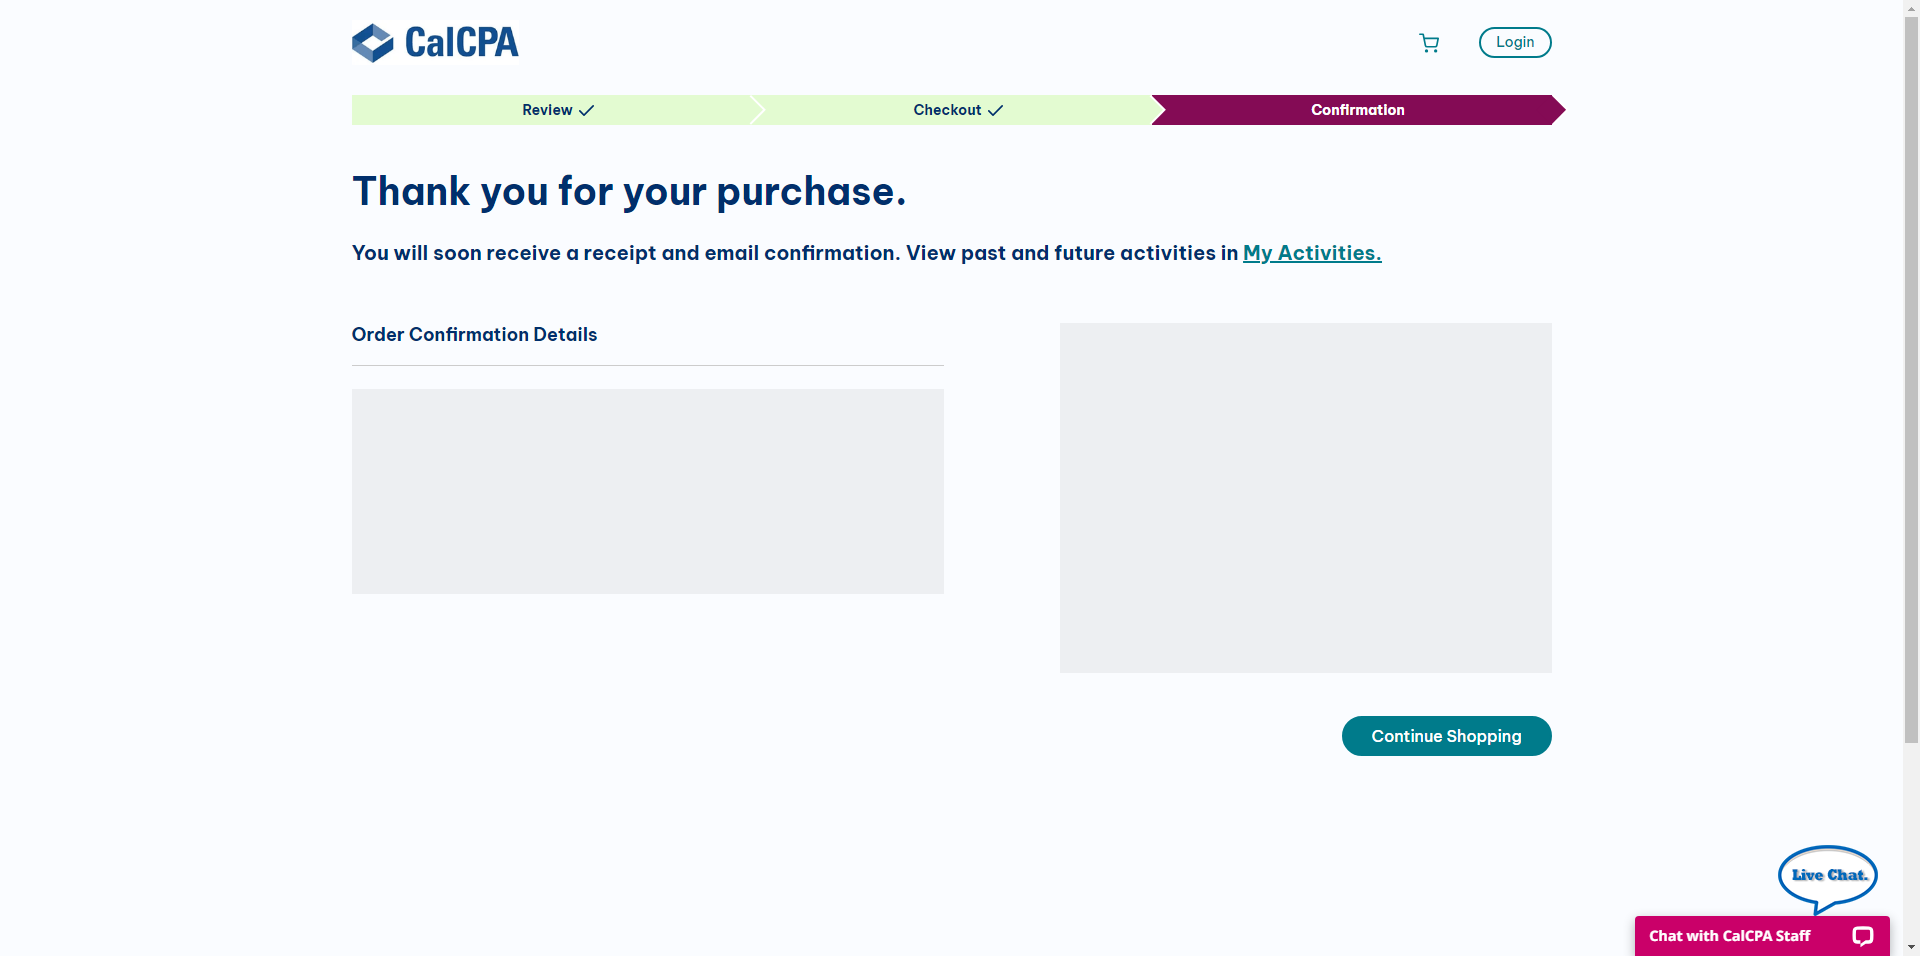 CalCPA
Login
Review
Checkout
Confirmation
Thank you for your purchase.
You will soon receive a receipt and email confirmation. View past and future activities in My Activities.
Order Confirmation Details
Continue Shopping
Live Chat.
Chat with CalCPA Staff